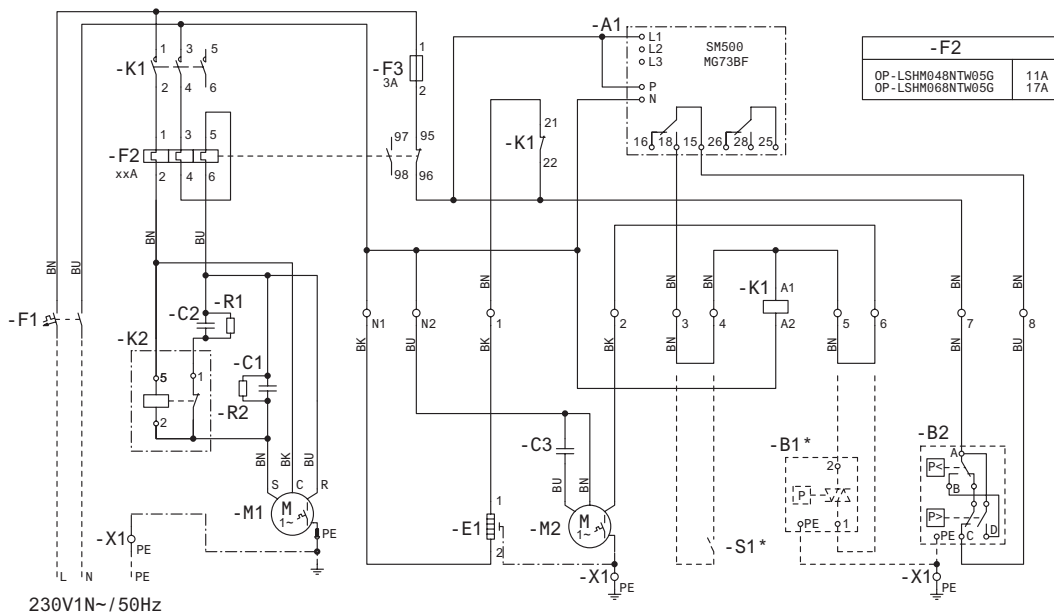 -A1
L1
L2
L3
SM500
MG73BF
P
N
16 18 15 26 28 25
-F2
OP-LSHM048NTW05G 11A
OP-LSHM068NTW05G 17A
1 3 5
-K1
2 4 6
-F3
3A
1
2
1 3 5
-F2
xxA
2 4 6
97 95
98 96
21
-K1
22
BN BU
BN BU
-F1
-C2
-R1
-K2
5 1
2
-C1
-R2
BN BK BU
S C R
-M1
M
1~
PE
-X1
PE
PE
L N
230V1N~/50Hz
BN BN BN BN BN BN
N1 N2 1 2 3 4
-K1 A1
A2
5 6 7 8
BK BU BK BK BN BN BN BU
-C3
BU BN
1
-E1
2
-M2
M
1~
-X1
PE
-S1*
-B1*
2
P
PE 1
-B2
A
P<
B
P>
PE C D
-X1
PE